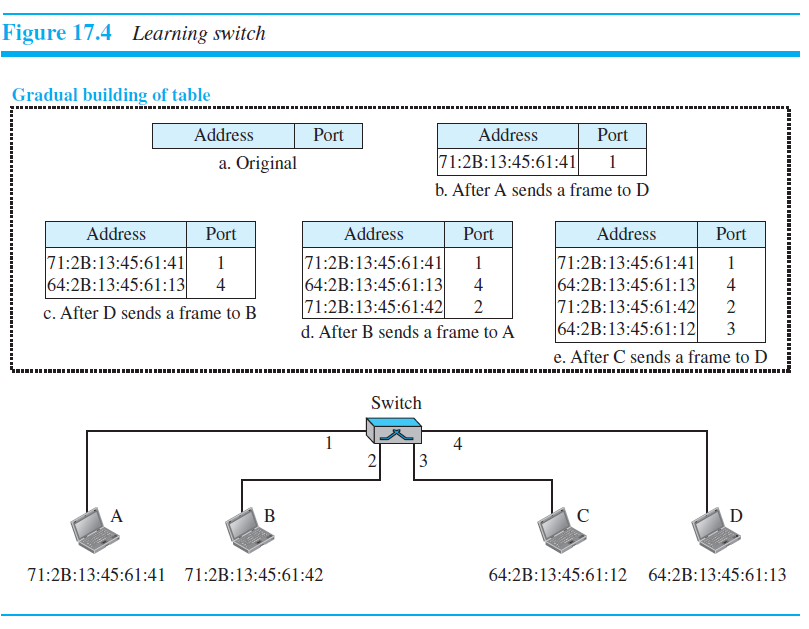 Figure 17.4 Learning switch
Gradual building of table
Address Port
a. Original
Address Port
71:2B:13:45:61:41 1
b. After A sends a frame to D
Address Port
71:2B:13:45:61:41 1
64:2B:13:45:61:13 4
c. After D sends a frame to B
Address Port
71:2B:13:45:61:41 1
64:2B:13:45:61:13 4
71:2B:13:45:61:42 2
d. After B sends a frame to A
Address Port
71:2B:13:45:61:41 1
64:2B:13:45:61:13 4
71:2B:13:45:61:42 2
64:2B:13:45:61:12 3
e. After C sends a frame to D
Switch
1 4
2 3
A B C D
71:2B:13:45:61:41 71:2B:13:45:61:42 64:2B:13:45:61:12 64:2B:13:45:61:13